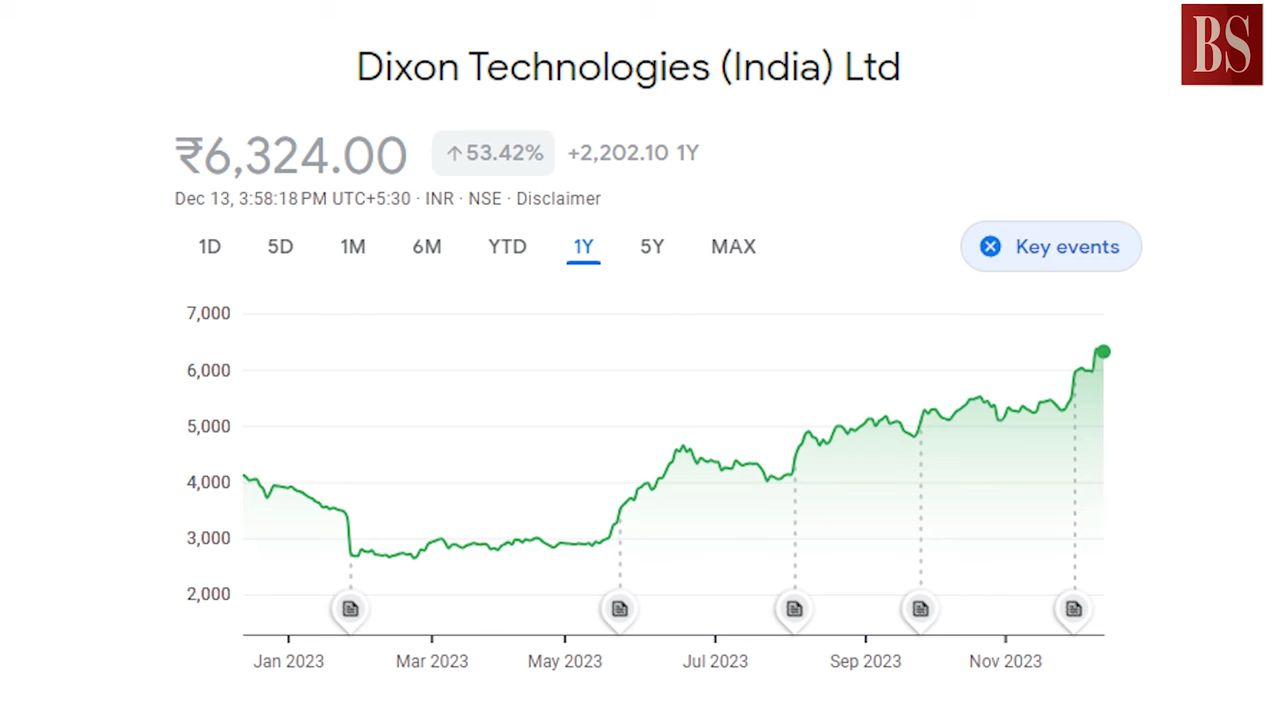 BS
Dixon Technologies (India) Ltd
₹6,324.00 ↑53.42% +2,202.10 1Y
Dec 13, 3:58:18 PM UTC+5:30 · INR · NSE · Disclaimer
1D 5D 1M 6M YTD 1Y 5Y MAX Key events
7,000
6,000
5,000
4,000
3,000
2,000
Jan 2023 Mar 2023 May 2023 Jul 2023 Sep 2023 Nov 2023